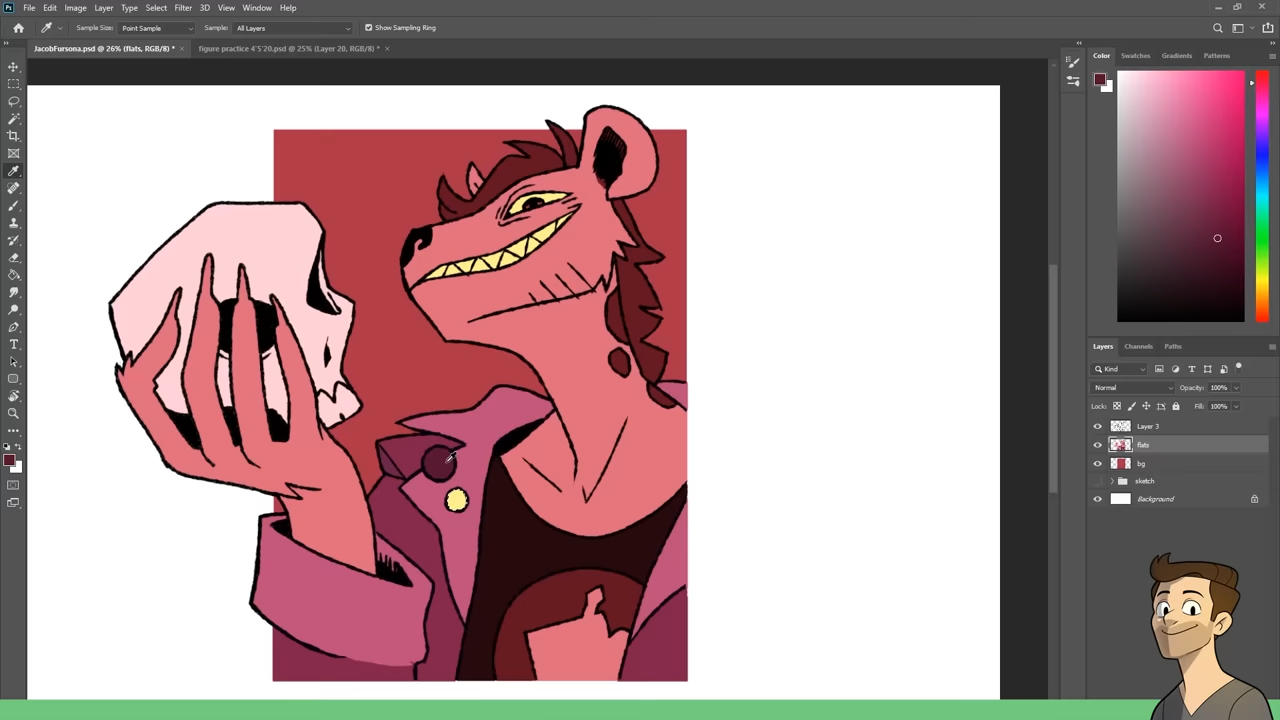 Ps File Edit Image Layer Type Select Filter 3D View Window Help
Sample Size: Point Sample Sample: All Layers Show Sampling Ring
JacobFursona.psd @ 26% (flats, RGB/8) * × figure practice 4'5'20.psd @ 25% (Layer 20, RGB/8) * ×
Color Swatches Gradients Patterns
Layers Channels Paths
Kind
Normal Opacity: 100%
Lock: Fill: 100%
Layer 3
flats
bg
sketch
Background